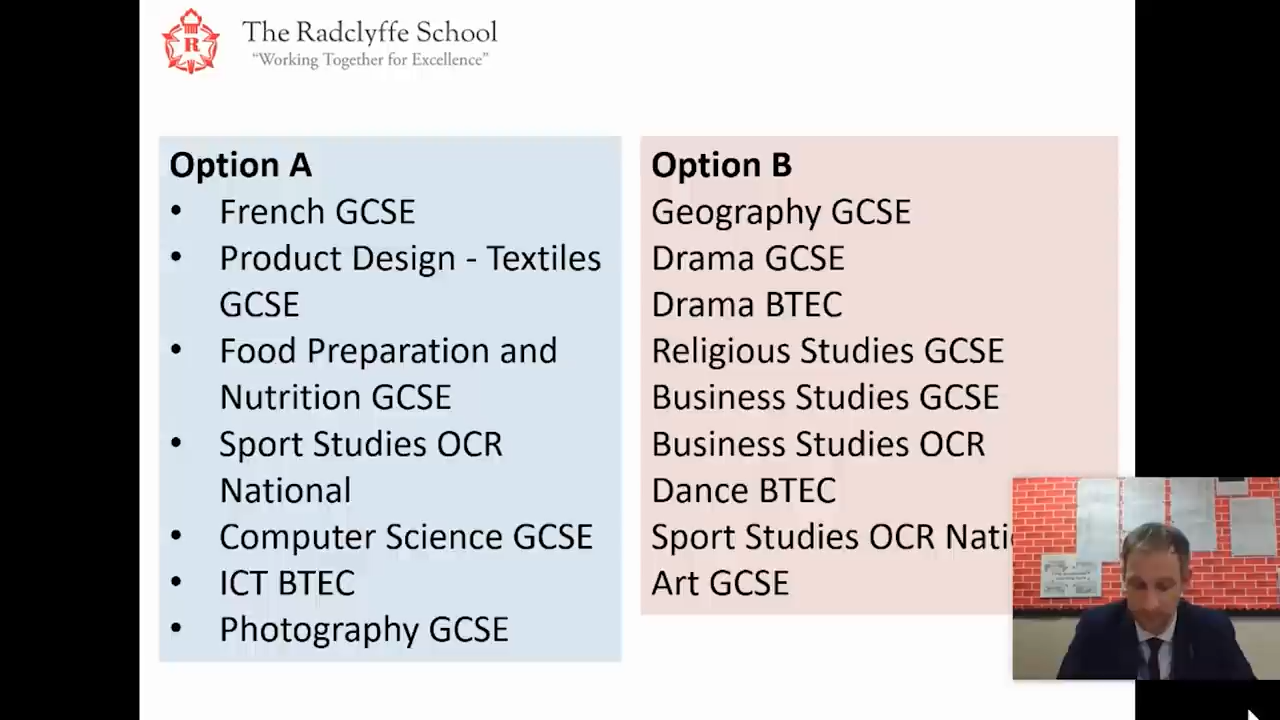 The Radclyffe School
“Working Together for Excellence”
R
Option A
• French GCSE
• Product Design - Textiles
GCSE
• Food Preparation and
Nutrition GCSE
• Sport Studies OCR
National
• Computer Science GCSE
• ICT BTEC
• Photography GCSE
Option B
Geography GCSE
Drama GCSE
Drama BTEC
Religious Studies GCSE
Business Studies GCSE
Business Studies OCR
Dance BTEC
Sport Studies OCR
Art GCSE